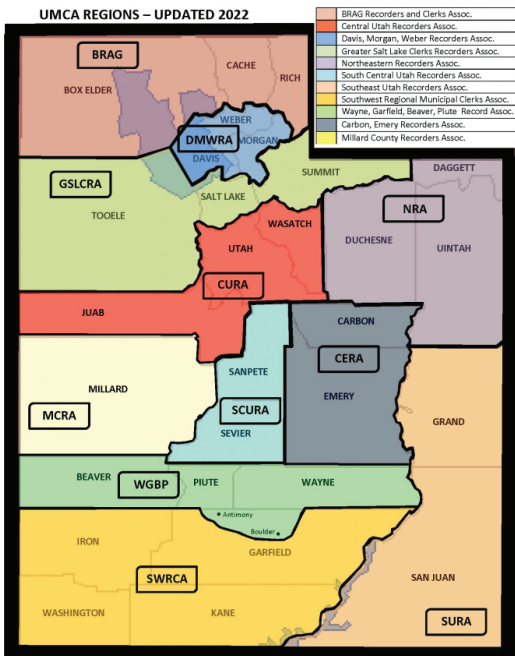 UMCA REGIONS – UPDATED 2022
BRAG Recorders and Clerks Assoc.
Central Utah Recorders Assoc.
Davis, Morgan, Weber Recorders Assoc.
Greater Salt Lake Clerks Recorders Assoc.
Northeastern Recorders Assoc.
South Central Utah Recorders Assoc.
Southeast Utah Recorders Assoc.
Southwest Regional Municipal Clerks Assoc.
Wayne, Garfield, Beaver, Piute Record Assoc.
Carbon, Emery Recorders Assoc.
Millard County Recorders Assoc.
BRAG
CACHE
RICH
BOX ELDER
WEBER
DMWRA
MORGAN
DAVIS
GSLCRA
SUMMIT
DAGGETT
SALT LAKE
TOOELE
NRA
WASATCH
UTAH
DUCHESNE
UINTAH
CURA
JUAB
CARBON
CERA
SANPETE
MILLARD
EMERY
MCRA
SCURA
GRAND
SEVIER
BEAVER
WGBP
PIUTE
WAYNE
Antimony
Boulder
IRON
GARFIELD
SWRCA
SAN JUAN
WASHINGTON
KANE
SURA